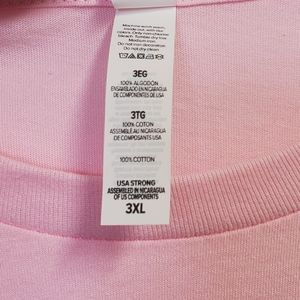 Machine wash warm,
inside out, with like
colors. Only non-chlorine
bleach. Tumble dry low.
Medium iron.
Do not iron decoration
Do not dry clean
3EG
100% ALGODON
ENSAMBLADO EN NICARAGUA
DE COMPONENTES DE USA
3TG
100% COTON
ASSEMBLÉ AU NICARAGUA
DE COMPOSANTS USA
100% COTTON
USA STRONG
ASSEMBLED IN NICARAGUA
OF US COMPONENTS
3XL